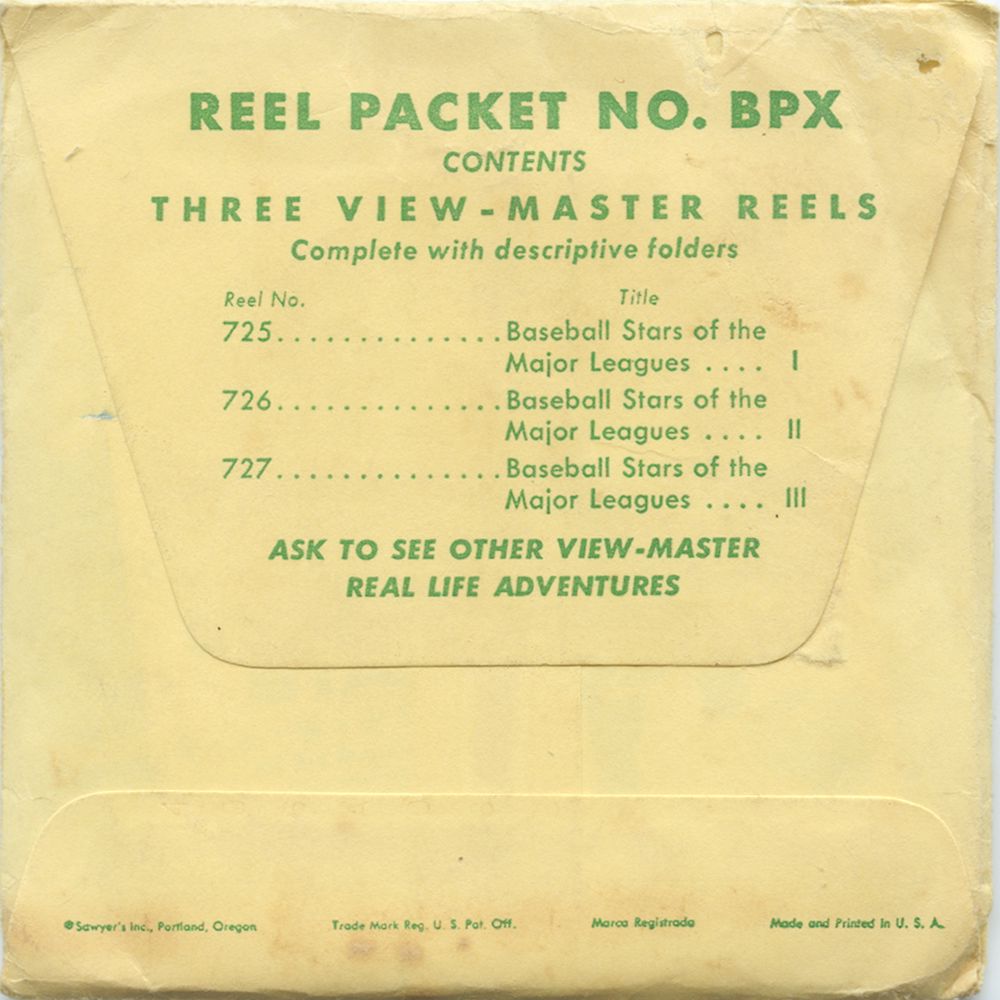 REEL PACKET NO. BPX
CONTENTS
THREE VIEW-MASTER REELS
Complete with descriptive folders
Reel No. Title
725..............Baseball Stars of the
Major Leagues .... I
726..............Baseball Stars of the
Major Leagues .... II
727..............Baseball Stars of the
Major Leagues .... III
ASK TO SEE OTHER VIEW-MASTER
REAL LIFE ADVENTURES
©Sawyer's Inc., Portland, Oregon Trade Mark Reg. U. S. Pat. Off. Marca Registrada Made and Printed In U. S. A.